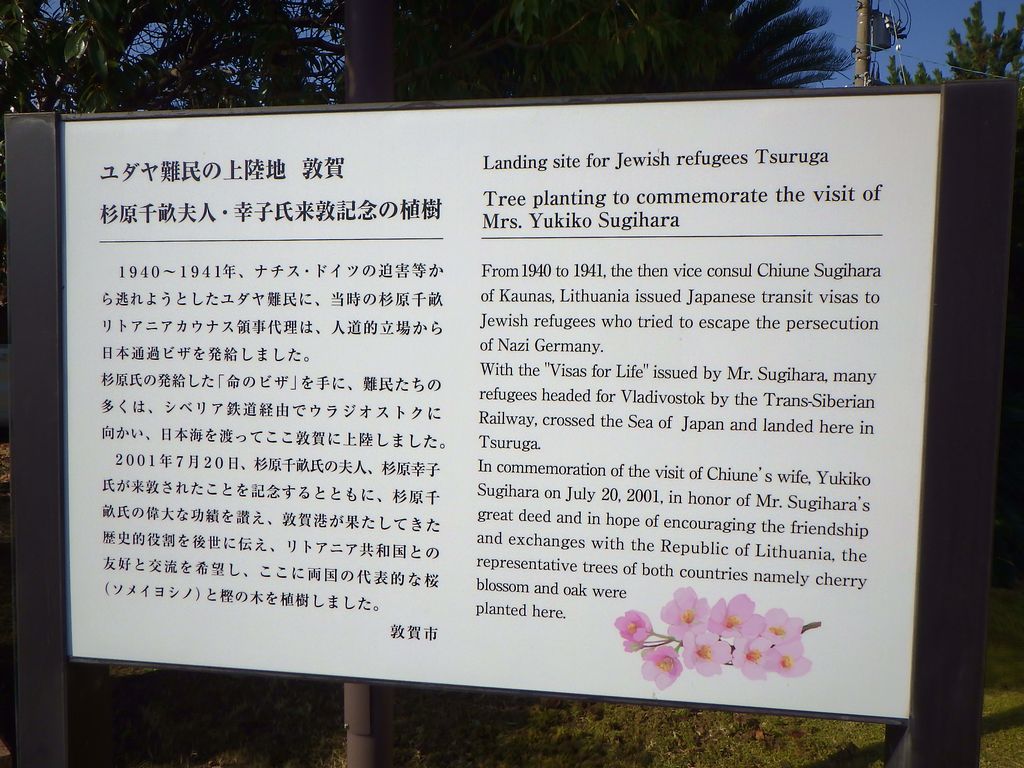 ユダヤ難民の上陸地 敦賀
杉原千畝夫人・幸子氏来敦記念の植樹
1940～1941年、ナチス・ドイツの迫害等か
ら逃れようとしたユダヤ難民に、当時の杉原千畝
リトアニアカウナス領事代理は、人道的立場から
日本通過ビザを発給しました。
杉原氏の発給した「命のビザ」を手に、難民たちの
多くは、シベリア鉄道経由でウラジオストクに
向かい、日本海を渡ってここ敦賀に上陸しました。
2001年7月20日、杉原千畝氏の夫人、杉原幸子
氏が来敦されたことを記念するとともに、杉原千
畝氏の偉大な功績を讃え、敦賀港が果たしてきた
歴史的役割を後世に伝え、リトアニア共和国との
友好と交流を希望し、ここに両国の代表的な桜
（ソメイヨシノ）と樫の木を植樹しました。
敦賀市
Landing site for Jewish refugees Tsuruga
Tree planting to commemorate the visit of
Mrs. Yukiko Sugihara
From 1940 to 1941, the then vice consul Chiune Sugihara
of Kaunas, Lithuania issued Japanese transit visas to
Jewish refugees who tried to escape the persecution
of Nazi Germany.
With the "Visas for Life" issued by Mr. Sugihara, many
refugees headed for Vladivostok by the Trans-Siberian
Railway, crossed the Sea of Japan and landed here in
Tsuruga.
In commemoration of the visit of Chiune's wife, Yukiko
Sugihara on July 20, 2001, in honor of Mr. Sugihara's
great deed and in hope of encouraging the friendship
and exchanges with the Republic of Lithuania, the
representative trees of both countries namely cherry
blossom and oak were
planted here.